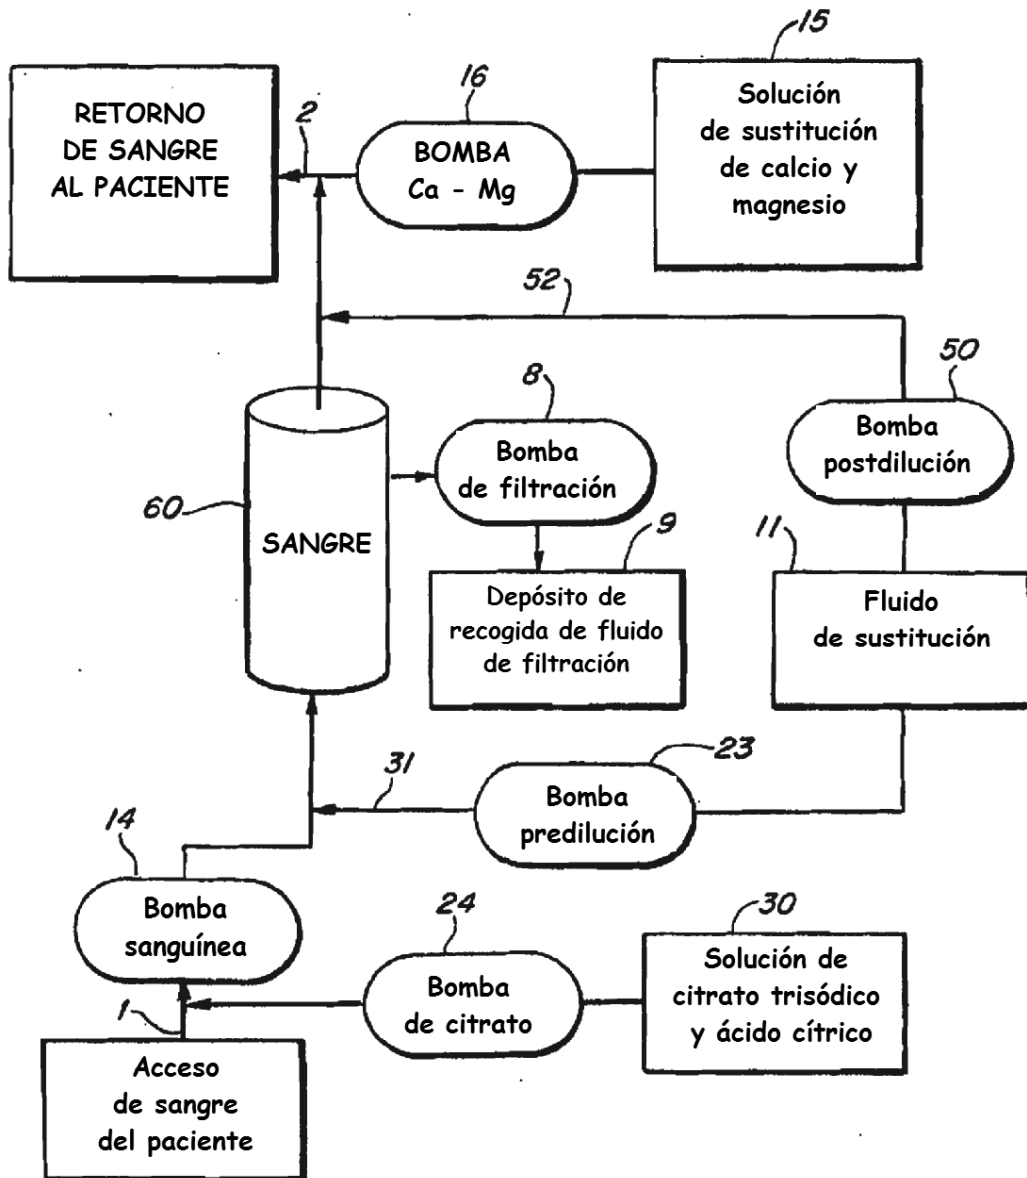 15
16
RETORNO
DE SANGRE
AL PACIENTE
2
BOMBA
Ca - Mg
Solución
de sustitución
de calcio y
magnesio
52
8
50
Bomba
de filtración
Bomba
postdilución
60
SANGRE
9
11
Depósito de
recogida de fluido
de filtración
Fluido
de sustitución
31
23
Bomba
predilución
14
Bomba
sanguínea
24
30
Bomba
de citrato
Solución de
citrato trisódico
y ácido cítrico
1
Acceso
de sangre
del paciente